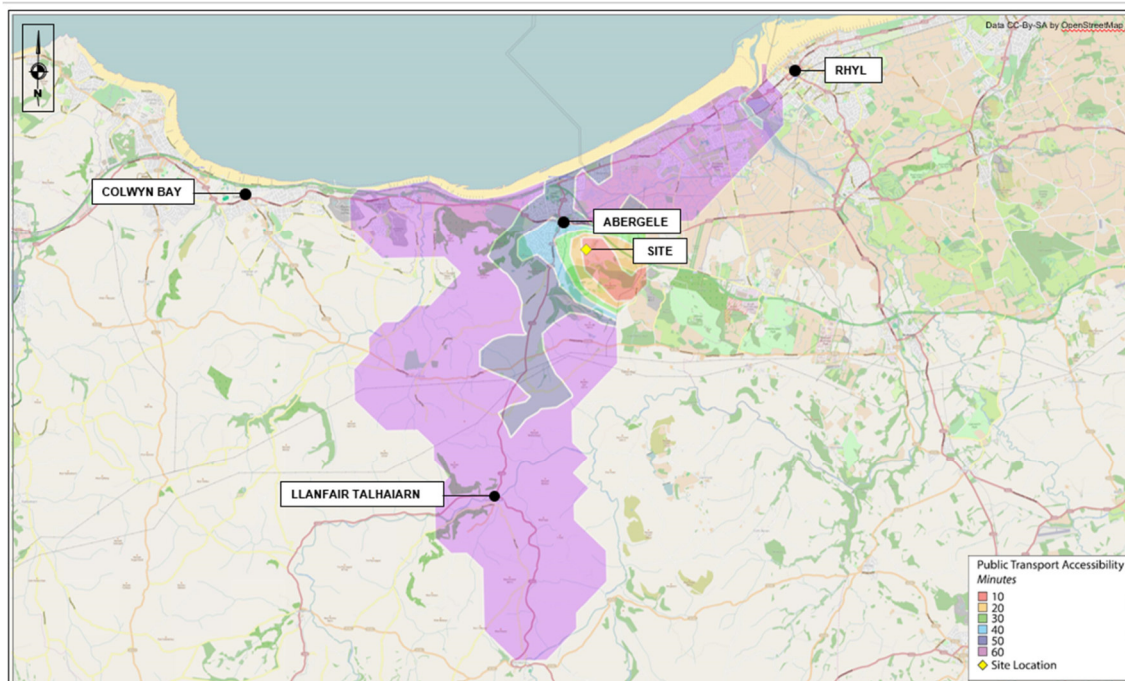 Data CC-By-SA by OpenStreetMap
N
RHYL
COLWYN BAY
ABERGELE
SITE
LLANFAIR TALHAIARN
Public Transport Accessibility
Minutes
10
20
30
40
50
60
Site Location